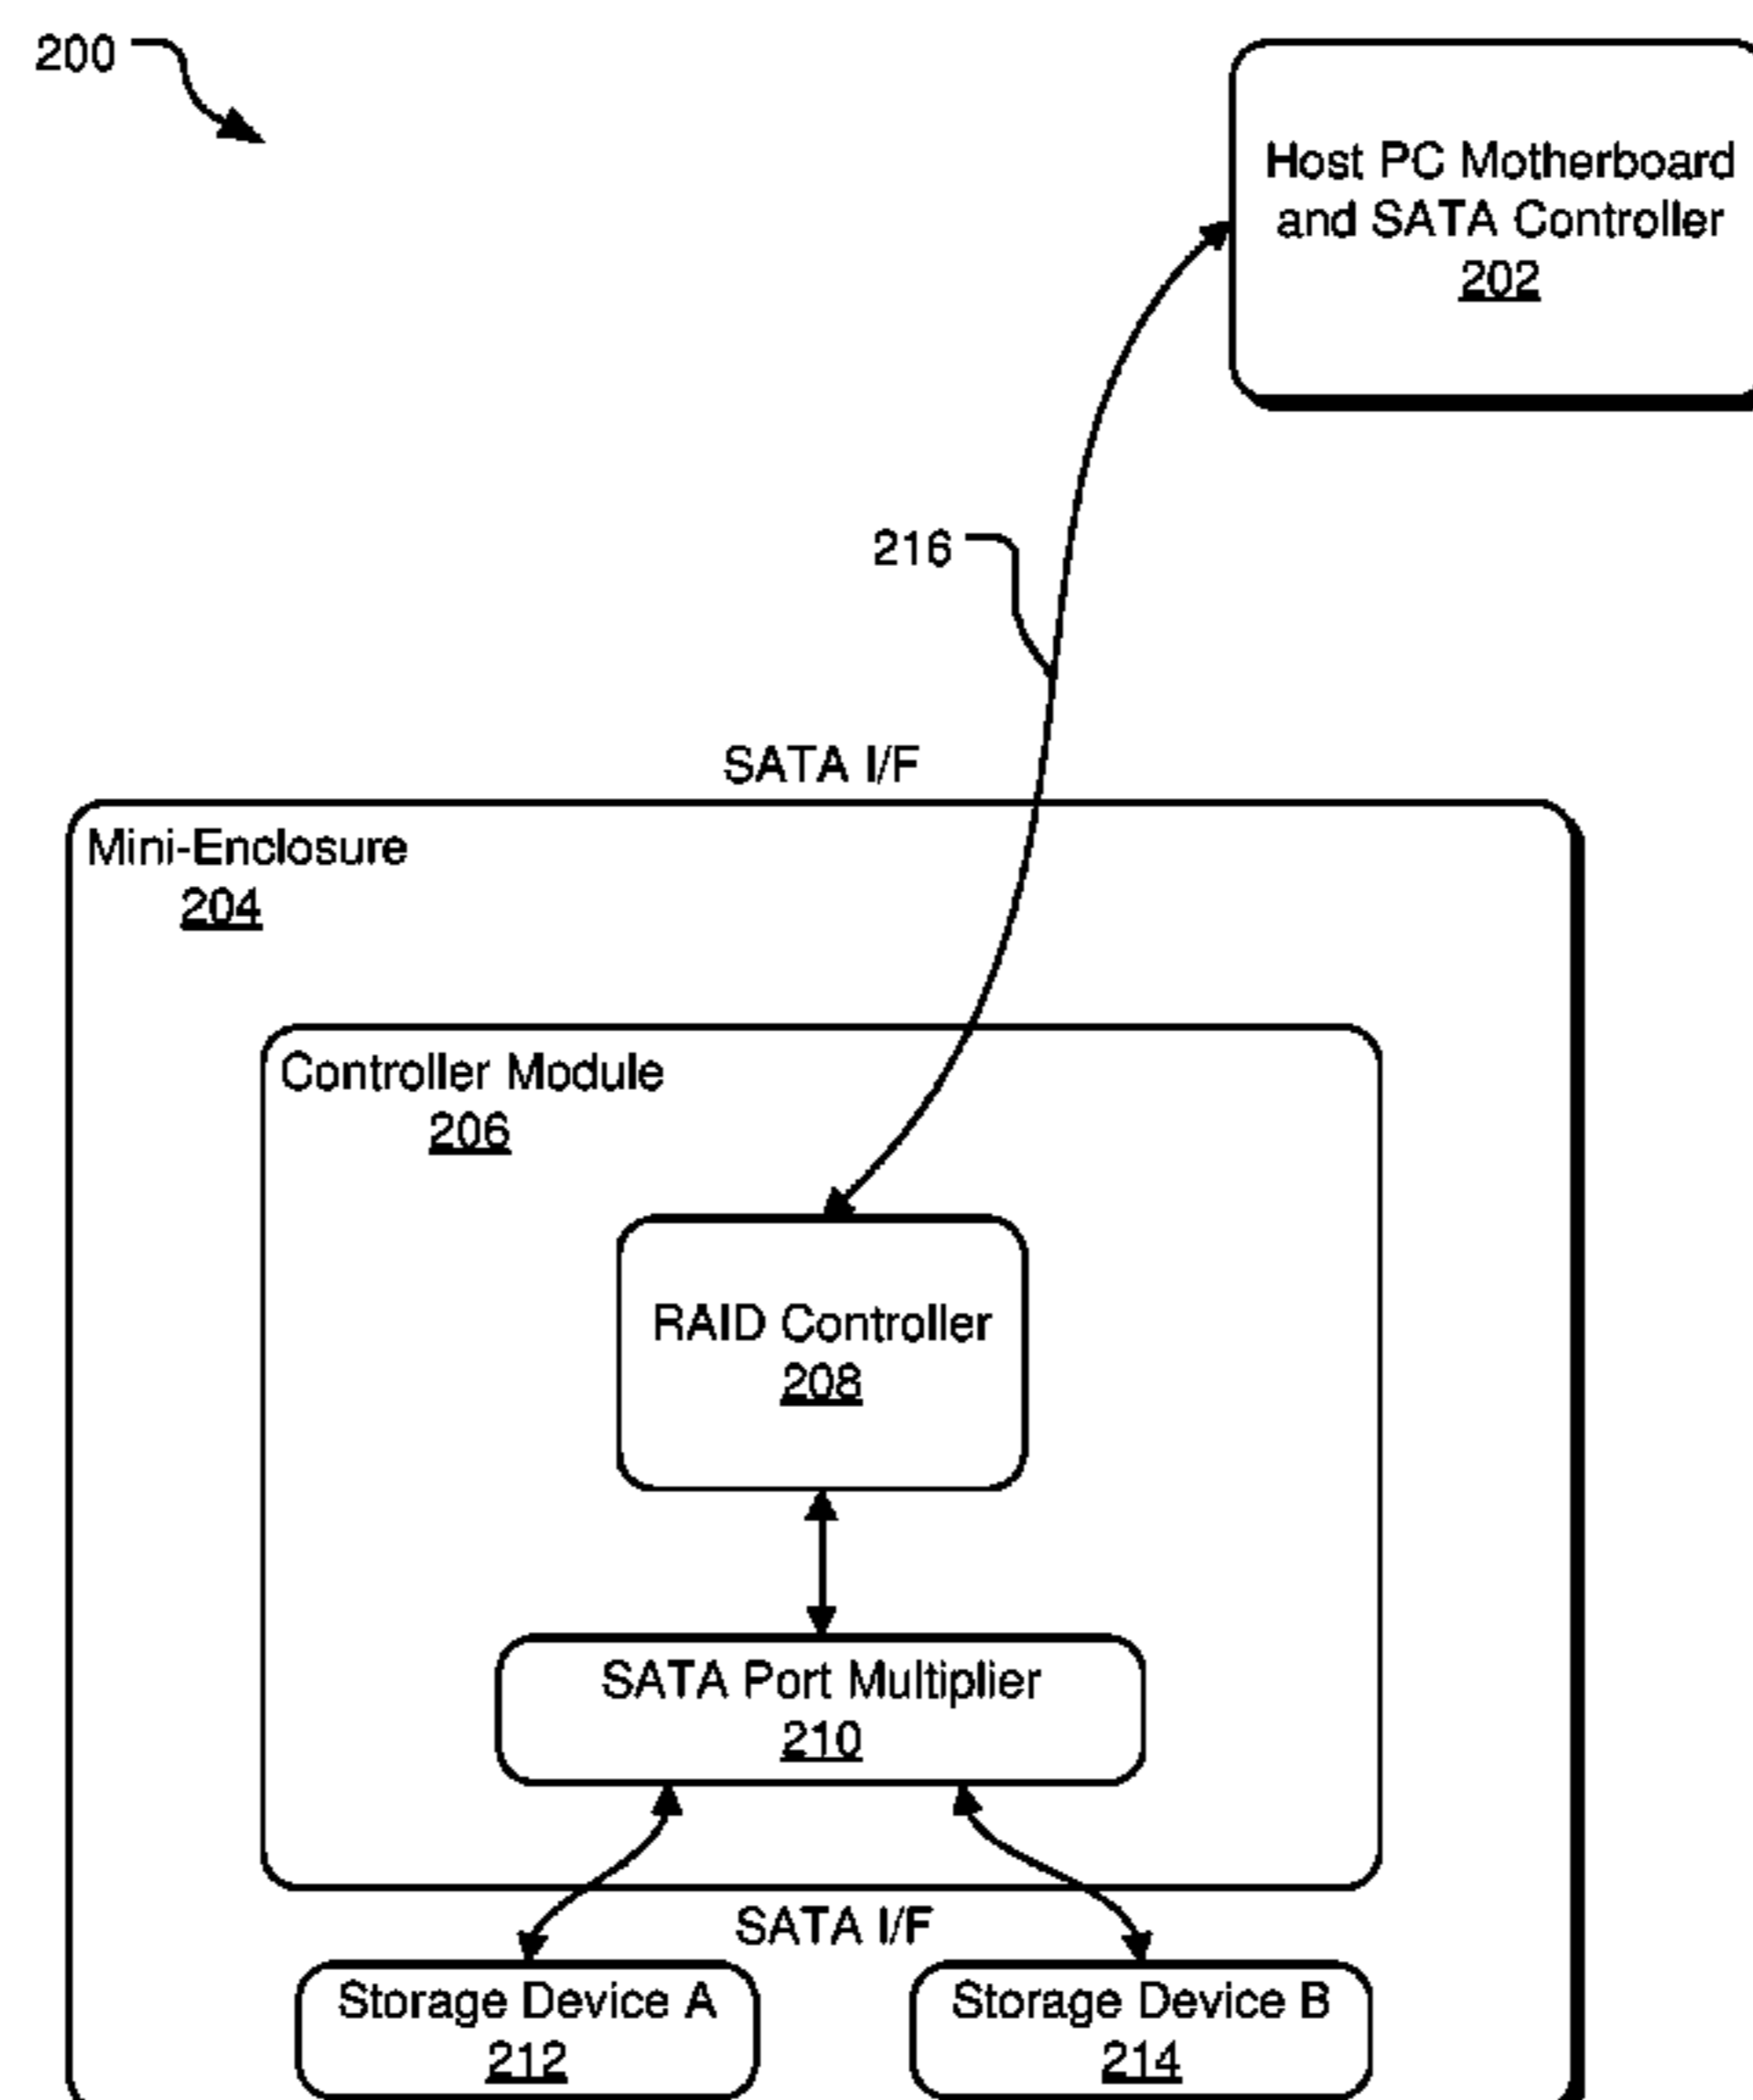 200
Host PC Motherboard
and SATA Controller
202
216
SATA I/F
Mini-Enclosure
204
Controller Module
206
RAID Controller
208
SATA Port Multiplier
210
SATA I/F
Storage Device A
212
Storage Device B
214